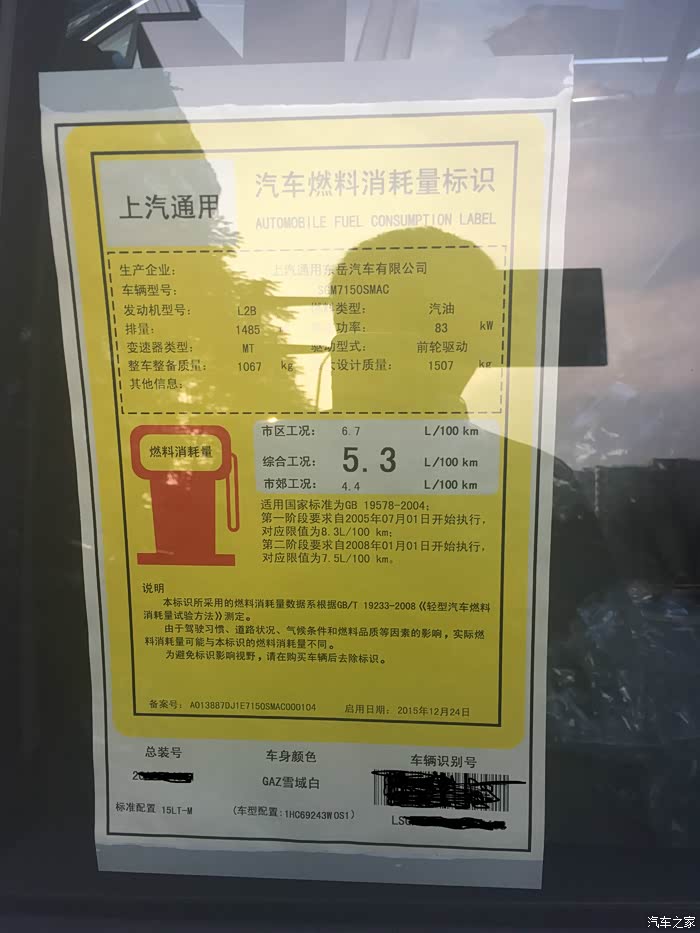 上汽通用
汽车燃料消耗量标识
AUTOMOBILE FUEL CONSUMPTION LABEL
生产企业： 上汽通用东岳汽车有限公司
车辆型号： SGM7150SMAC
发动机型号： L2B 类型： 汽油
排量： 1485 功率： 83 kW
变速器类型： MT 驱动型式： 前轮驱动
整车整备质量： 1067 kg 设计质量： 1507 kg
其他信息：
燃料消耗量
市区工况： 6.7 L/100 km
综合工况： 5.3 L/100 km
市郊工况： 4.4 L/100 km
适用国家标准为GB 19578-2004；
第一阶段要求自2005年07月01日开始执行，
对应限值为8.3L/100 km；
第二阶段要求自2008年01月01日开始执行，
对应限值为7.5L/100 km。
说明
本标识所采用的燃料消耗量数据系根据GB/T 19233-2008《轻型汽车燃料
消耗量试验方法》测定。
由于驾驶习惯、道路状况、气候条件和燃料品质等因素的影响，实际燃
料消耗量可能与本标识的燃料消耗量不同。
为避免标识影响视野，请在购买车辆后去除标识。
备案号： A013887DJ1E7150SMAC000104 启用日期： 2015年12月24日
总装号 车身颜色 车辆识别号
GAZ雪域白
标准配置 15LT-M （车型配置：1HC69243W0S1）
汽车之家